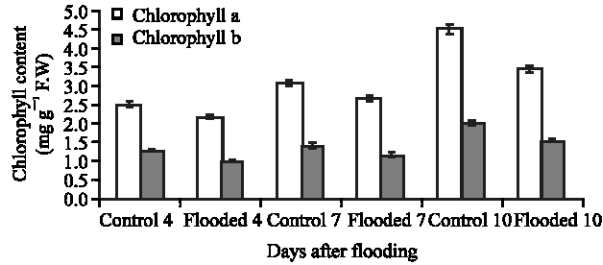 Chlorophyll a
Chlorophyll b
Chlorophyll content
(mg g⁻¹ F.W)
5.0
4.5
4.0
3.5
3.0
2.5
2.0
1.5
1.0
0.5
0.0
Control 4 Flooded 4 Control 7 Flooded 7 Control 10 Flooded 10
Days after flooding